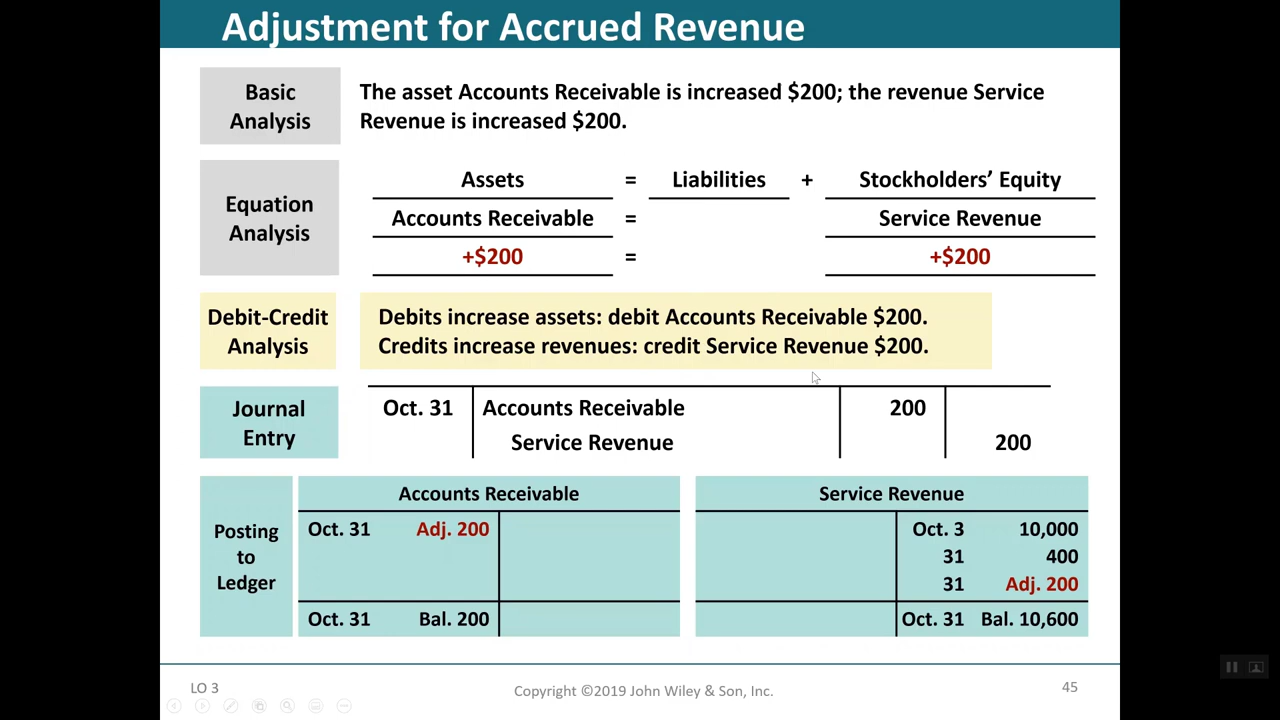 Adjustment for Accrued Revenue
Basic
Analysis
The asset Accounts Receivable is increased $200; the revenue Service
Revenue is increased $200.
Equation
Analysis
Assets = Liabilities + Stockholders’ Equity
Accounts Receivable = Service Revenue
+$200 = +$200
Debit-Credit
Analysis
Debits increase assets: debit Accounts Receivable $200.
Credits increase revenues: credit Service Revenue $200.
Journal
Entry
Oct. 31 Accounts Receivable 200
Service Revenue 200
Posting
to
Ledger
Accounts Receivable
Oct. 31 Adj. 200
Oct. 31 Bal. 200
Service Revenue
Oct. 3 10,000
31 400
31 Adj. 200
Oct. 31 Bal. 10,600
LO 3
Copyright ©2019 John Wiley & Son, Inc.
45